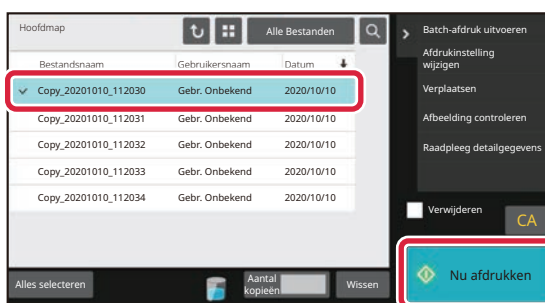 Hoofdmap
Alle Bestanden
Bestandsnaam Gebruikersnaam Datum
Copy_20201010_112030 Gebr. Onbekend 2020/10/10
Copy_20201010_112031 Gebr. Onbekend 2020/10/10
Copy_20201010_112032 Gebr. Onbekend 2020/10/10
Copy_20201010_112033 Gebr. Onbekend 2020/10/10
Copy_20201010_112034 Gebr. Onbekend 2020/10/10
Alles selecteren
Aantal
kopieën
Wissen
Batch-afdruk uitvoeren
Afdrukinstelling
wijzigen
Verplaatsen
Afbeelding controleren
Raadpleeg detailgegevens
Verwijderen
CA
Nu afdrukken